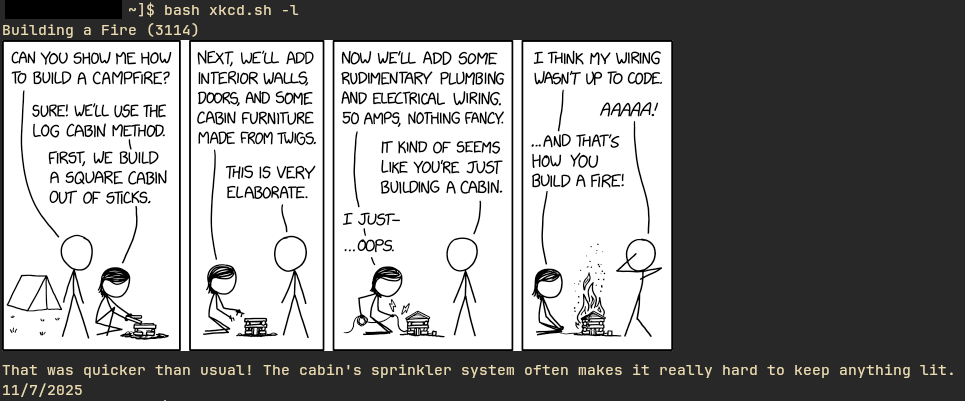 ~]$ bash xkcd.sh -l
Building a Fire (3114)
CAN YOU SHOW ME HOW
TO BUILD A CAMPFIRE?
SURE! WE'LL USE THE
LOG CABIN METHOD.
FIRST, WE BUILD
A SQUARE CABIN
OUT OF STICKS.
NEXT, WE'LL ADD
INTERIOR WALLS,
DOORS, AND SOME
CABIN FURNITURE
MADE FROM TWIGS.
THIS IS VERY
ELABORATE.
NOW WE'LL ADD SOME
RUDIMENTARY PLUMBING
AND ELECTRICAL WIRING.
50 AMPS, NOTHING FANCY.
IT KIND OF SEEMS
LIKE YOU'RE JUST
BUILDING A CABIN.
I JUST–
...OOPS.
I THINK MY WIRING
WASN'T UP TO CODE.
AAAAA!
...AND THAT'S
HOW YOU
BUILD A FIRE!
That was quicker than usual! The cabin's sprinkler system often makes it really hard to keep anything lit.
11/7/2025